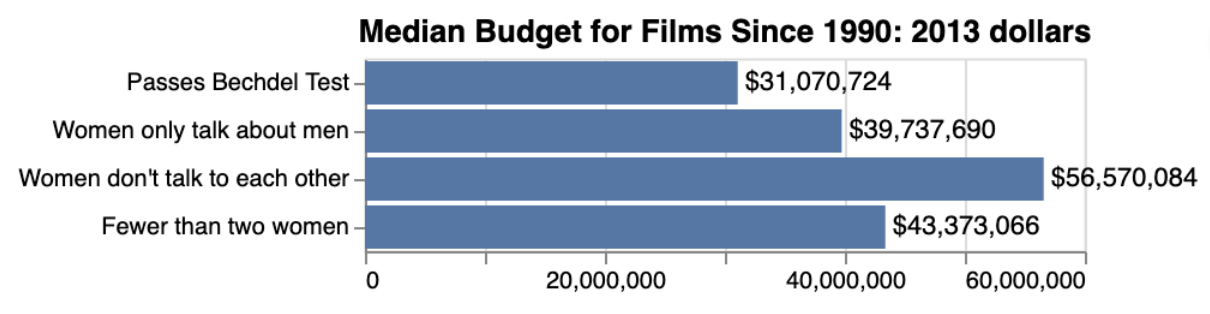 Median Budget for Films Since 1990: 2013 dollars
Passes Bechdel Test $31,070,724
Women only talk about men $39,737,690
Women don't talk to each other $56,570,084
Fewer than two women $43,373,066
0 20,000,000 40,000,000 60,000,000